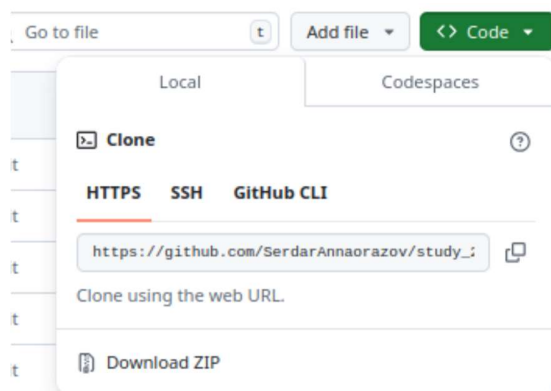 Go to file t Add file <> Code
Local Codespaces
Clone
HTTPS SSH GitHub CLI
https://github.com/SerdarAnnaorazov/study_
Clone using the web URL.
Download ZIP
t
t
t
t
t